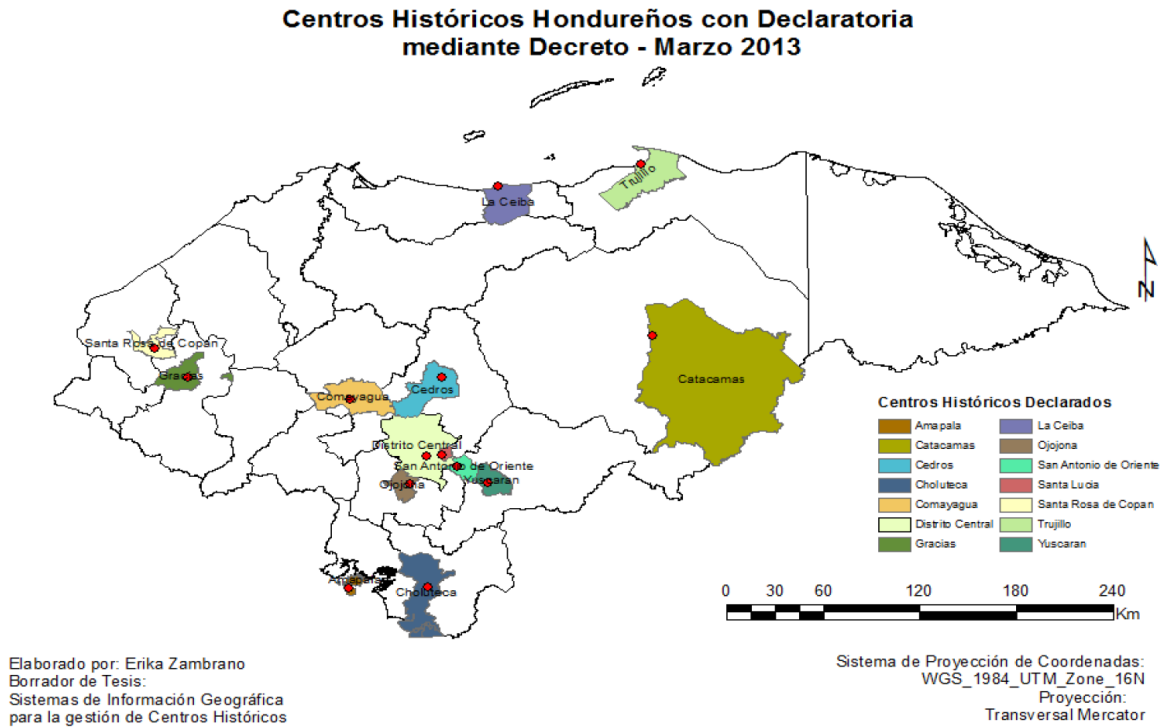 Centros Históricos Hondureños con Declaratoria
mediante Decreto - Marzo 2013
La Ceiba
Trujillo
Santa Rosa de Copan
Gracias
Comayagua
Cedros
Catacamas
Distrito Central
San Antonio de Oriente
Yuscaran
Ojojona
Amapala
Choluteca
N
Centros Históricos Declarados
Amapala
Catacamas
Cedros
Choluteca
Comayagua
Distrito Central
Gracias
La Ceiba
Ojojona
San Antonio de Oriente
Santa Lucia
Santa Rosa de Copan
Trujillo
Yuscaran
0 30 60 120 180 240
Km
Elaborado por: Erika Zambrano
Borrador de Tesis:
Sistemas de Información Geográfica
para la gestión de Centros Históricos
Sistema de Proyección de Coordenadas:
WGS_1984_UTM_Zone_16N
Proyección:
Transversal Mercator